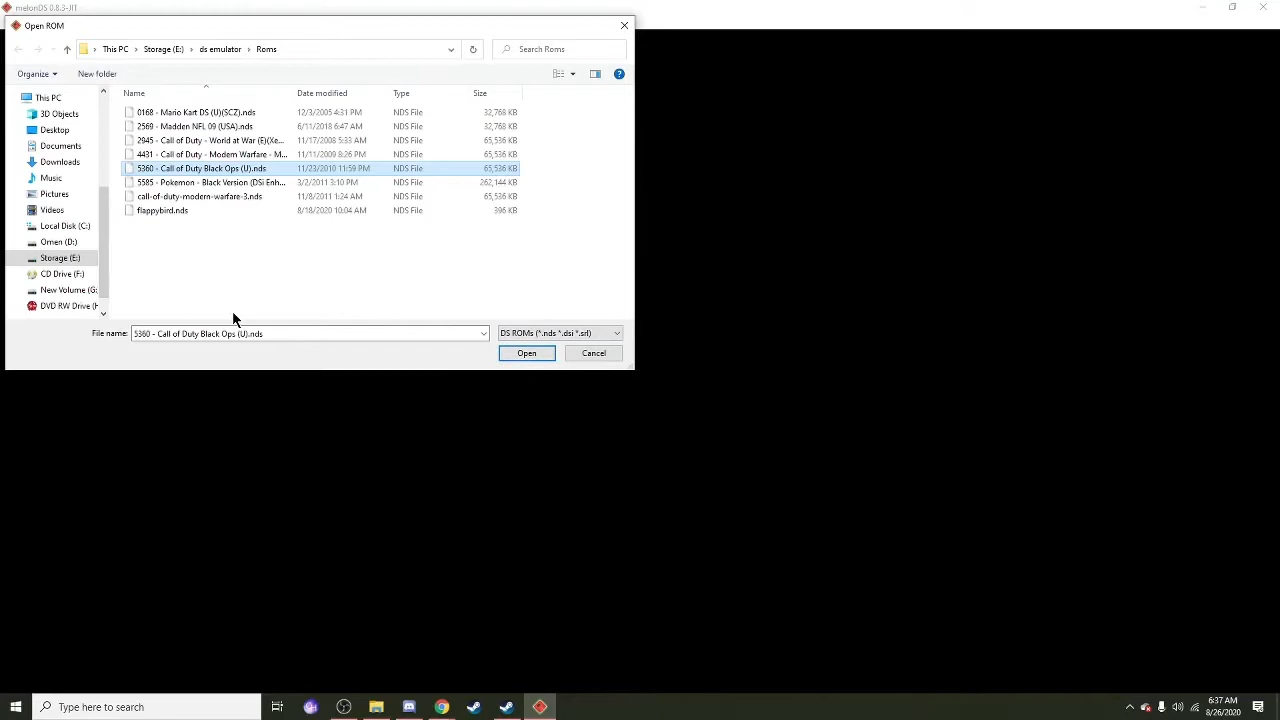 melonDS 0.8.3-JIT
Open ROM
This PC > Storage (E:) > ds emulator > Roms
Search Roms
Organize
New folder
Name Date modified Type Size
0168 - Mario Kart DS (U)(SCZ).nds 12/3/2005 4:31 PM NDS File 32,768 KB
2569 - Madden NFL 09 (USA).nds 6/11/2018 6:47 AM NDS File 32,768 KB
2945 - Call of Duty - World at War (E)(Xe... 11/17/2008 5:33 AM NDS File 65,536 KB
4431 - Call of Duty - Modern Warfare - M... 11/11/2009 8:26 PM NDS File 65,536 KB
5360 - Call of Duty Black Ops (U).nds 11/23/2010 11:59 PM NDS File 65,536 KB
5585 - Pokemon - Black Version (DSi Enh... 3/2/2011 3:10 PM NDS File 262,144 KB
call-of-duty-modern-warfare-3.nds 11/8/2011 1:24 AM NDS File 65,536 KB
flappybird.nds 8/18/2020 10:04 AM NDS File 396 KB
This PC
3D Objects
Desktop
Documents
Downloads
Music
Pictures
Videos
Local Disk (C:)
Omen (D:)
Storage (E:)
CD Drive (F:)
New Volume (G:
DVD RW Drive (H
File name: 5360 - Call of Duty Black Ops (U).nds
DS ROMs (*.nds *.dsi *.srl)
Open
Cancel
Type here to search
6:37 AM
8/26/2020